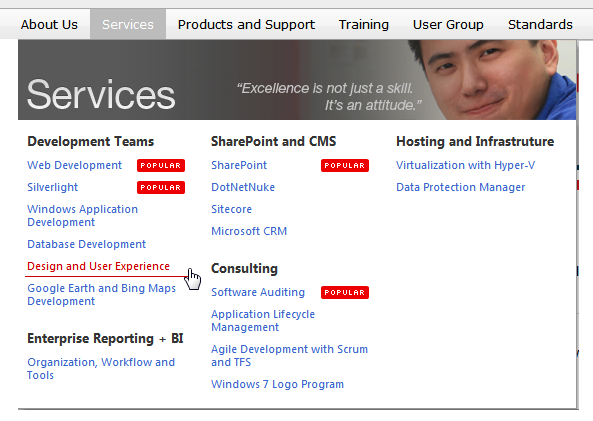 About Us Services Products and Support Training User Group Standards
Services
“Excellence is not just a skill.
It’s an attitude.”
Development Teams
Web Development POPULAR
Silverlight POPULAR
Windows Application
Development
Database Development
Design and User Experience
Google Earth and Bing Maps
Development
Enterprise Reporting + BI
Organization, Workflow and
Tools
SharePoint and CMS
SharePoint POPULAR
DotNetNuke
Sitecore
Microsoft CRM
Consulting
Software Auditing POPULAR
Application Lifecycle
Management
Agile Development with Scrum
and TFS
Windows 7 Logo Program
Hosting and Infrastruture
Virtualization with Hyper-V
Data Protection Manager